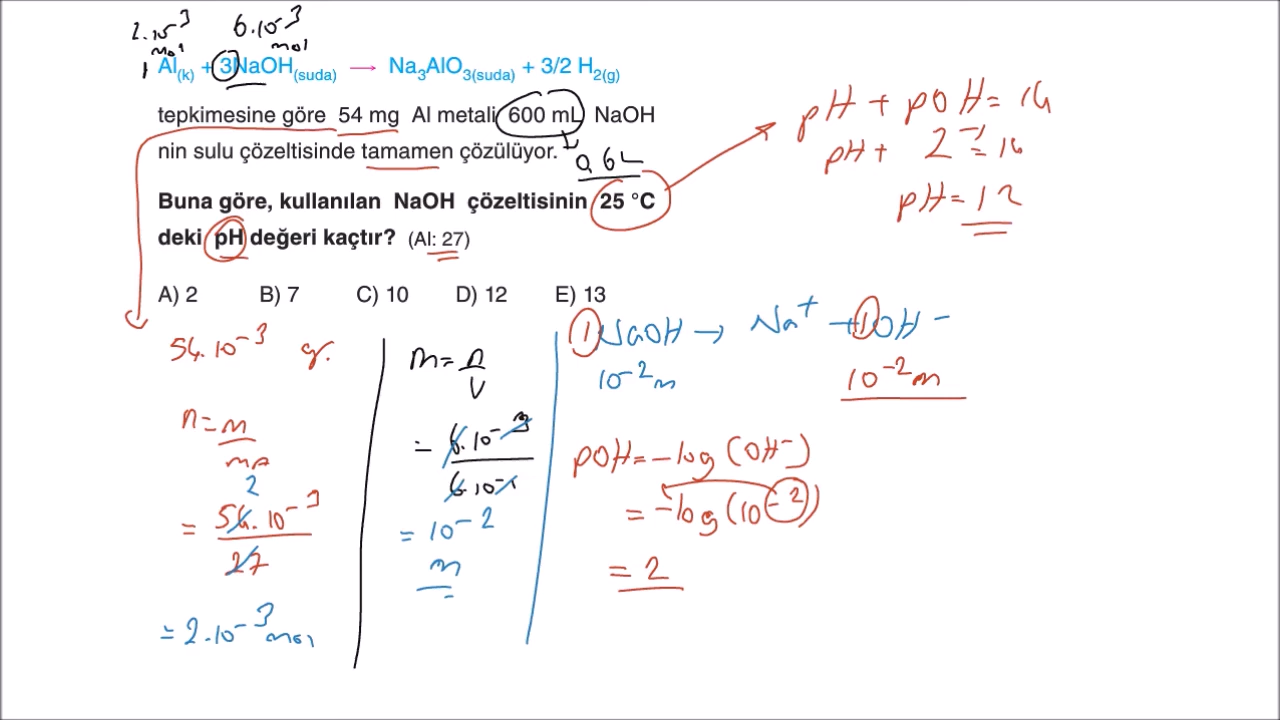 2.10⁻³ mol
6.10⁻³ mol
1 Al(k) + 3NaOH(suda) → Na₃AlO₃(suda) + 3/2 H₂(g)
tepkimesine göre 54 mg Al metali 600 mL NaOH
nin sulu çözeltisinde tamamen çözülüyor.
0,6L
Buna göre, kullanılan NaOH çözeltisinin 25 °C
deki pH değeri kaçtır? (Al: 27)
A) 2 B) 7 C) 10 D) 12 E) 13
pH + pOH = 14
pH + 2 = 14
pH = 12
54.10⁻³ gr.
n = m
mA
2
= 54.10⁻³
27
= 2.10⁻³ mol
M = n
V
= 6.10⁻³
6.10⁻¹
= 10⁻²
m
1 NaOH → Na⁺ + 1OH⁻
10⁻² m 10⁻² m
pOH = -log (OH⁻)
= -log (10⁻²)
= 2